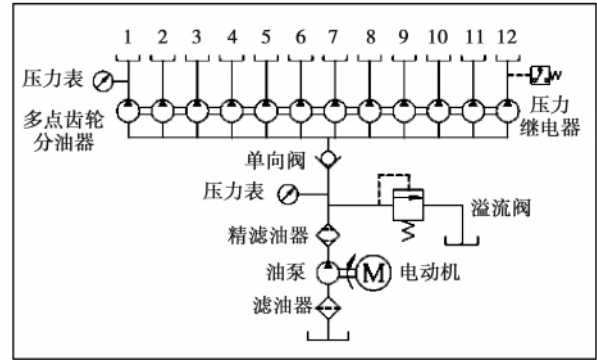 1 2 3 4 5 6 7 8 9 10 11 12
压力表
多点齿轮
分油器
压力
继电器
单向阀
压力表
溢流阀
精滤油器
油泵
M
电动机
滤油器